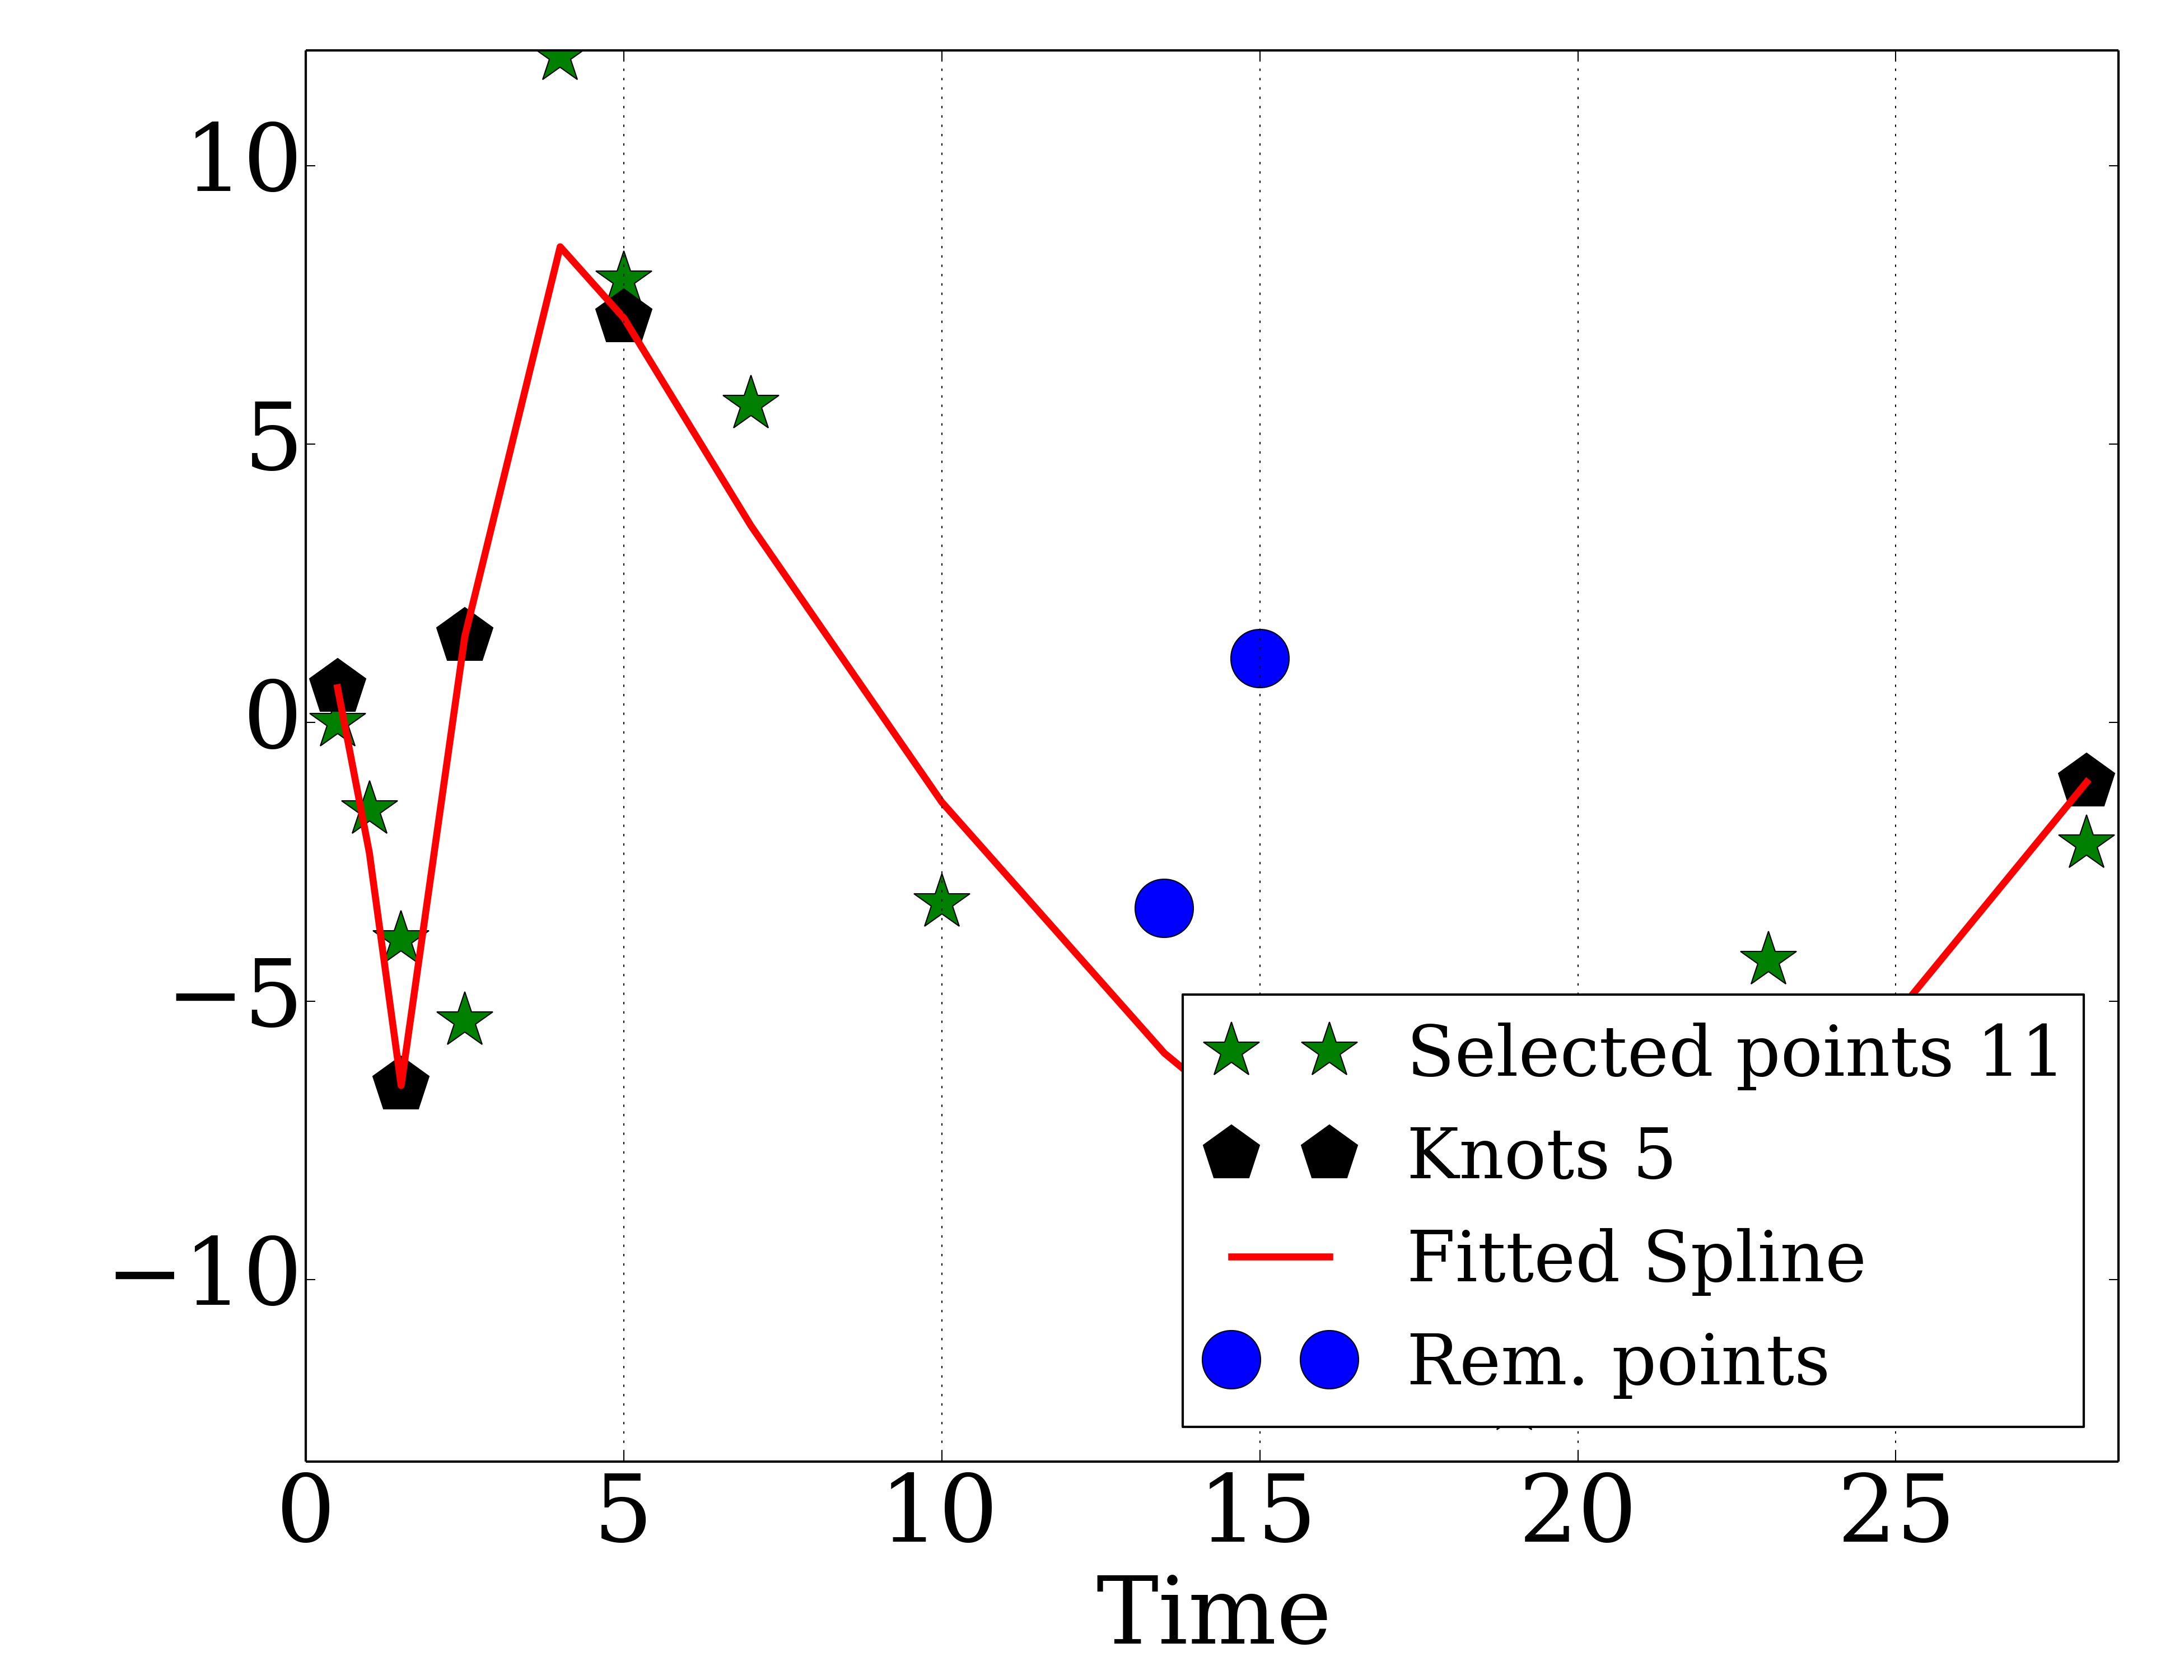 10
5
0
−5
−10
Selected points 11
Knots 5
Fitted Spline
Rem. points
0 5 10 15 20 25
Time